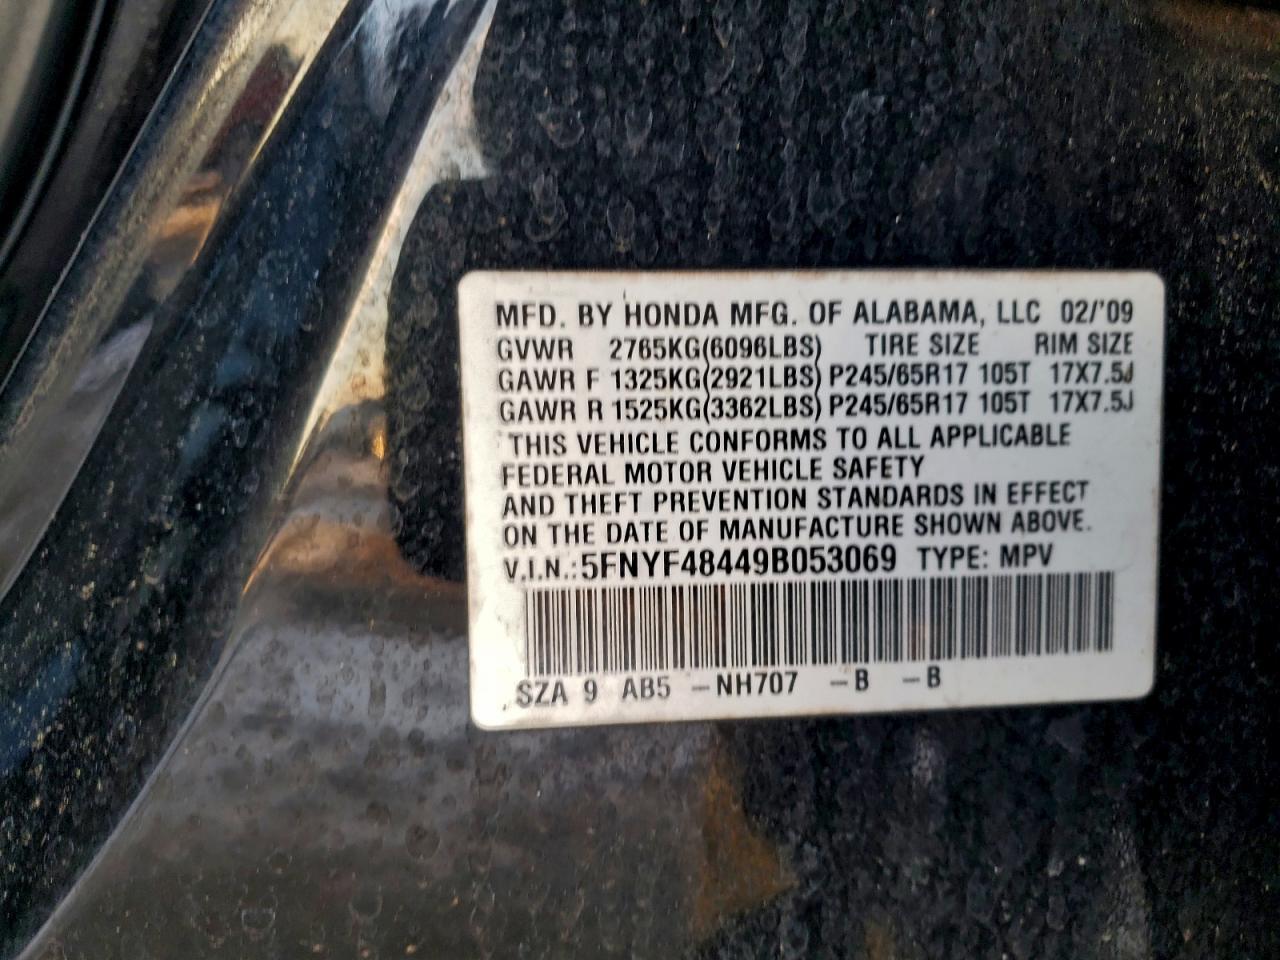 MFD. BY HONDA MFG. OF ALABAMA, LLC 02/'09
GVWR 2765KG(6096LBS) TIRE SIZE RIM SIZE
GAWR F 1325KG(2921LBS) P245/65R17 105T 17X7.5J
GAWR R 1525KG(3362LBS) P245/65R17 105T 17X7.5J
THIS VEHICLE CONFORMS TO ALL APPLICABLE
FEDERAL MOTOR VEHICLE SAFETY
AND THEFT PREVENTION STANDARDS IN EFFECT
ON THE DATE OF MANUFACTURE SHOWN ABOVE.
V.I.N.:5FNYF48449B053069 TYPE: MPV
SZA 9 AB5 -NH707 -B -B